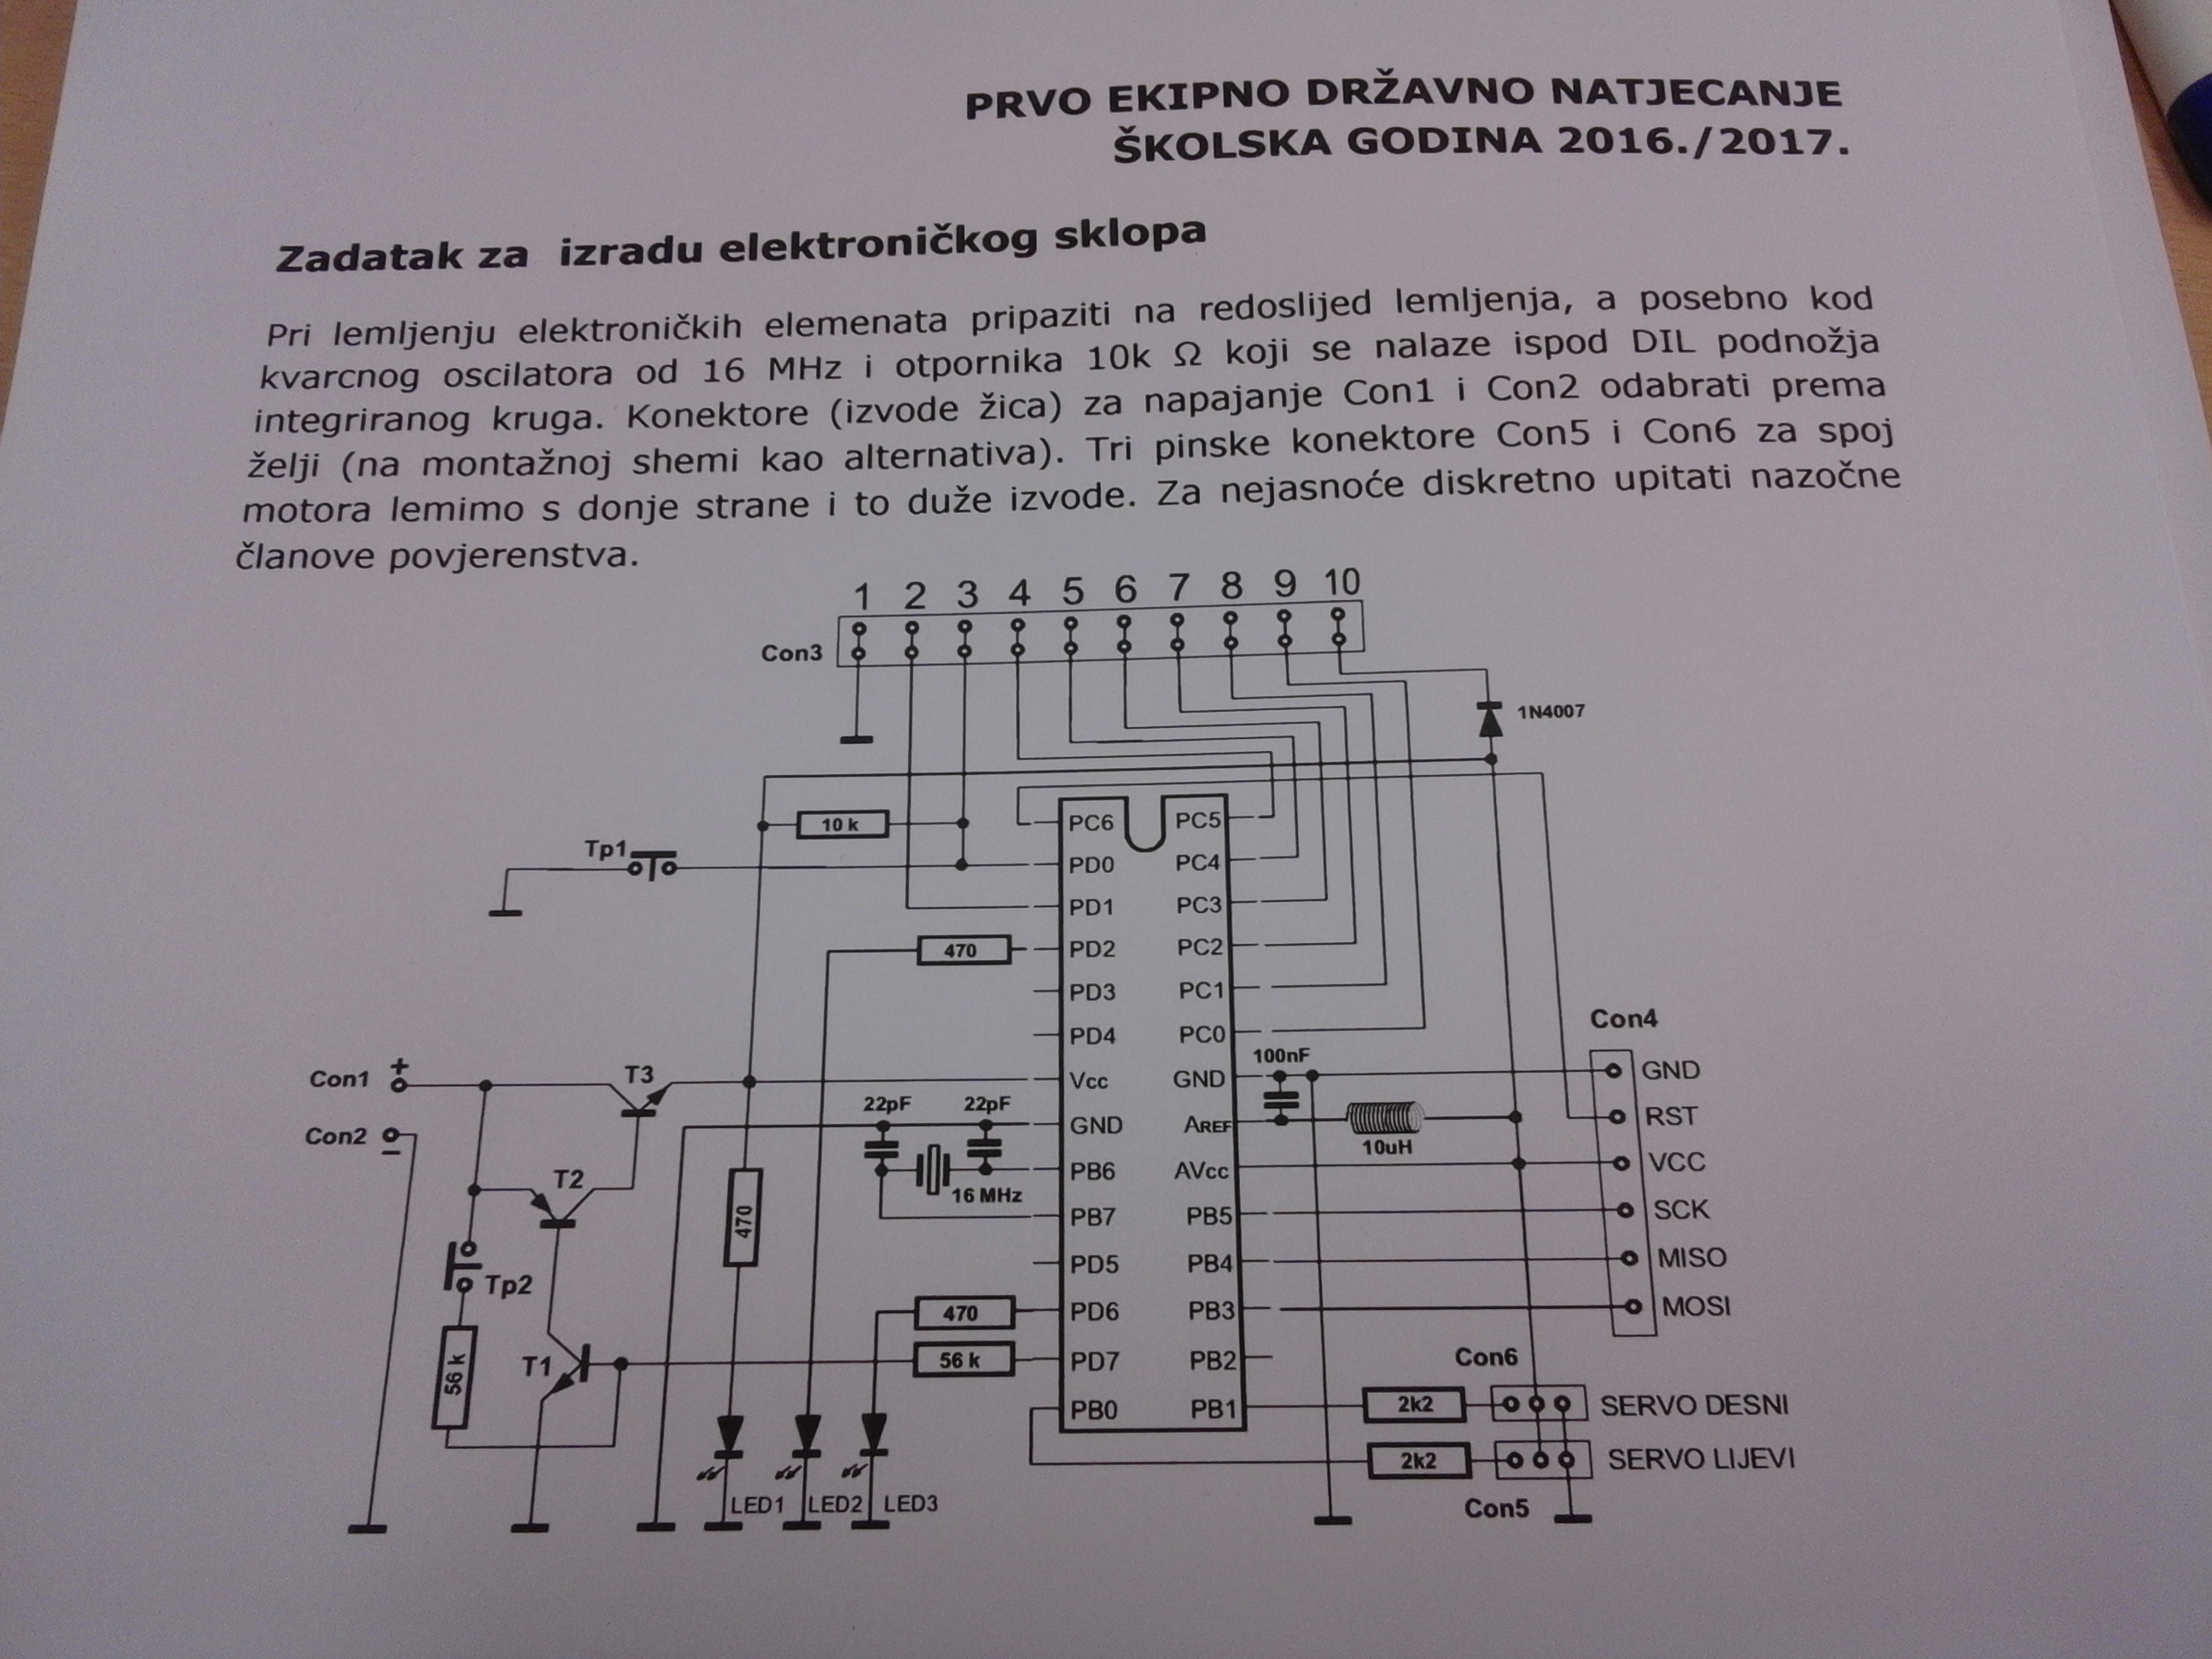 PRVO EKIPNO DRŽAVNO NATJECANJE
ŠKOLSKA GODINA 2016./2017.
Zadatak za izradu elektroničkog sklopa
Pri lemljenju elektroničkih elemenata pripaziti na redoslijed lemljenja, a posebno kod
kvarcnog oscilatora od 16 MHz i otpornika 10k Ω koji se nalaze ispod DIL podnožja
integriranog kruga. Konektore (izvode žica) za napajanje Con1 i Con2 odabrati prema
želji (na montažnoj shemi kao alternativa). Tri pinske konektore Con5 i Con6 za spoj
motora lemimo s donje strane i to duže izvode. Za nejasnoće diskretno upitati nazočne
članove povjerenstva.
1 2 3 4 5 6 7 8 9 10
Con3
1N4007
10 k
PC6 PC5
Tp1
PD0 PC4
PD1 PC3
470 PD2 PC2
PD3 PC1
PD4 PC0
Con4
100nF
Con1 + T3 Vcc GND GND
22pF 22pF
Con2 - GND AREF RST
10uH
T2 PB6 AVcc VCC
16 MHz
470 PB7 PB5 SCK
Tp2 PD5 PB4 MISO
470 PD6 PB3 MOSI
56 k T1 56 k PD7 PB2 Con6
PB0 PB1 2k2 SERVO DESNI
2k2 SERVO LIJEVI
LED1 LED2 LED3 Con5